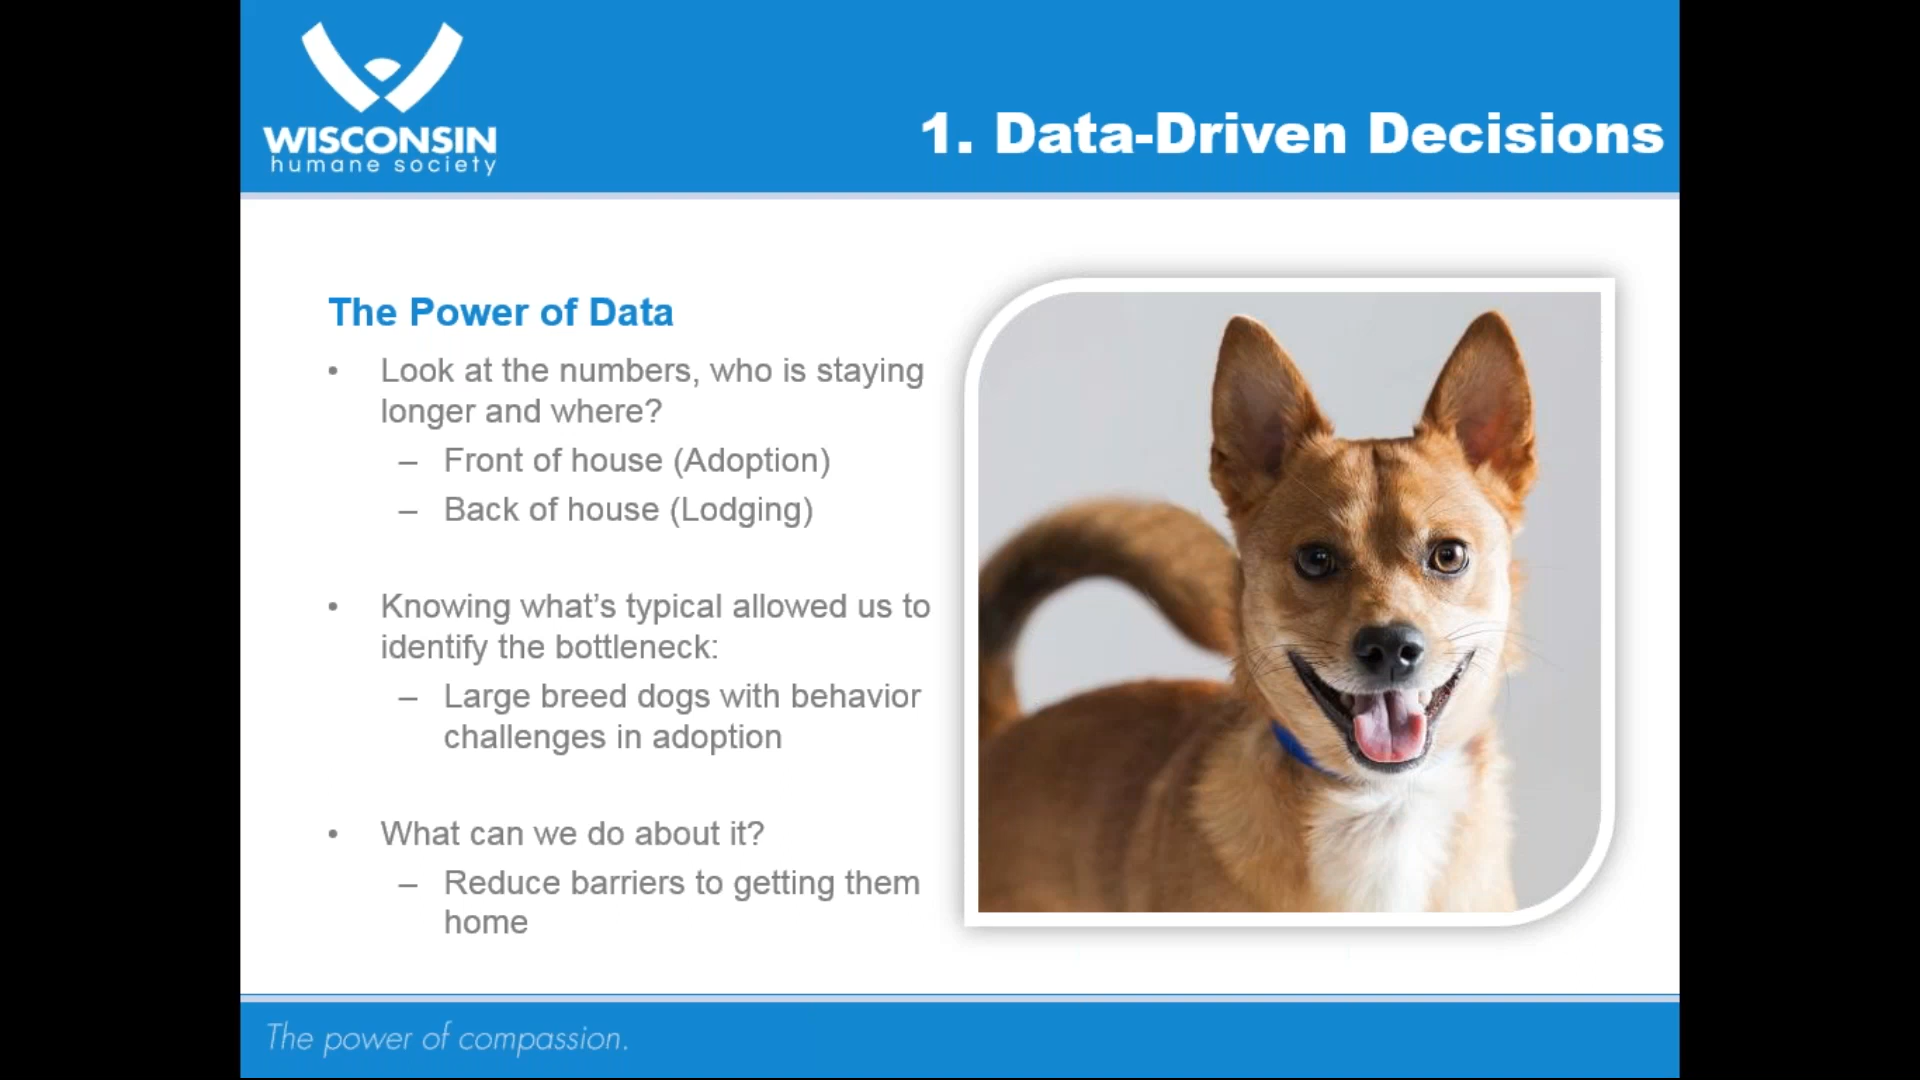 WISCONSIN
humane society
1. Data-Driven Decisions
The Power of Data
• Look at the numbers, who is staying
longer and where?
– Front of house (Adoption)
– Back of house (Lodging)
• Knowing what’s typical allowed us to
identify the bottleneck:
– Large breed dogs with behavior
challenges in adoption
• What can we do about it?
– Reduce barriers to getting them
home
The power of compassion.